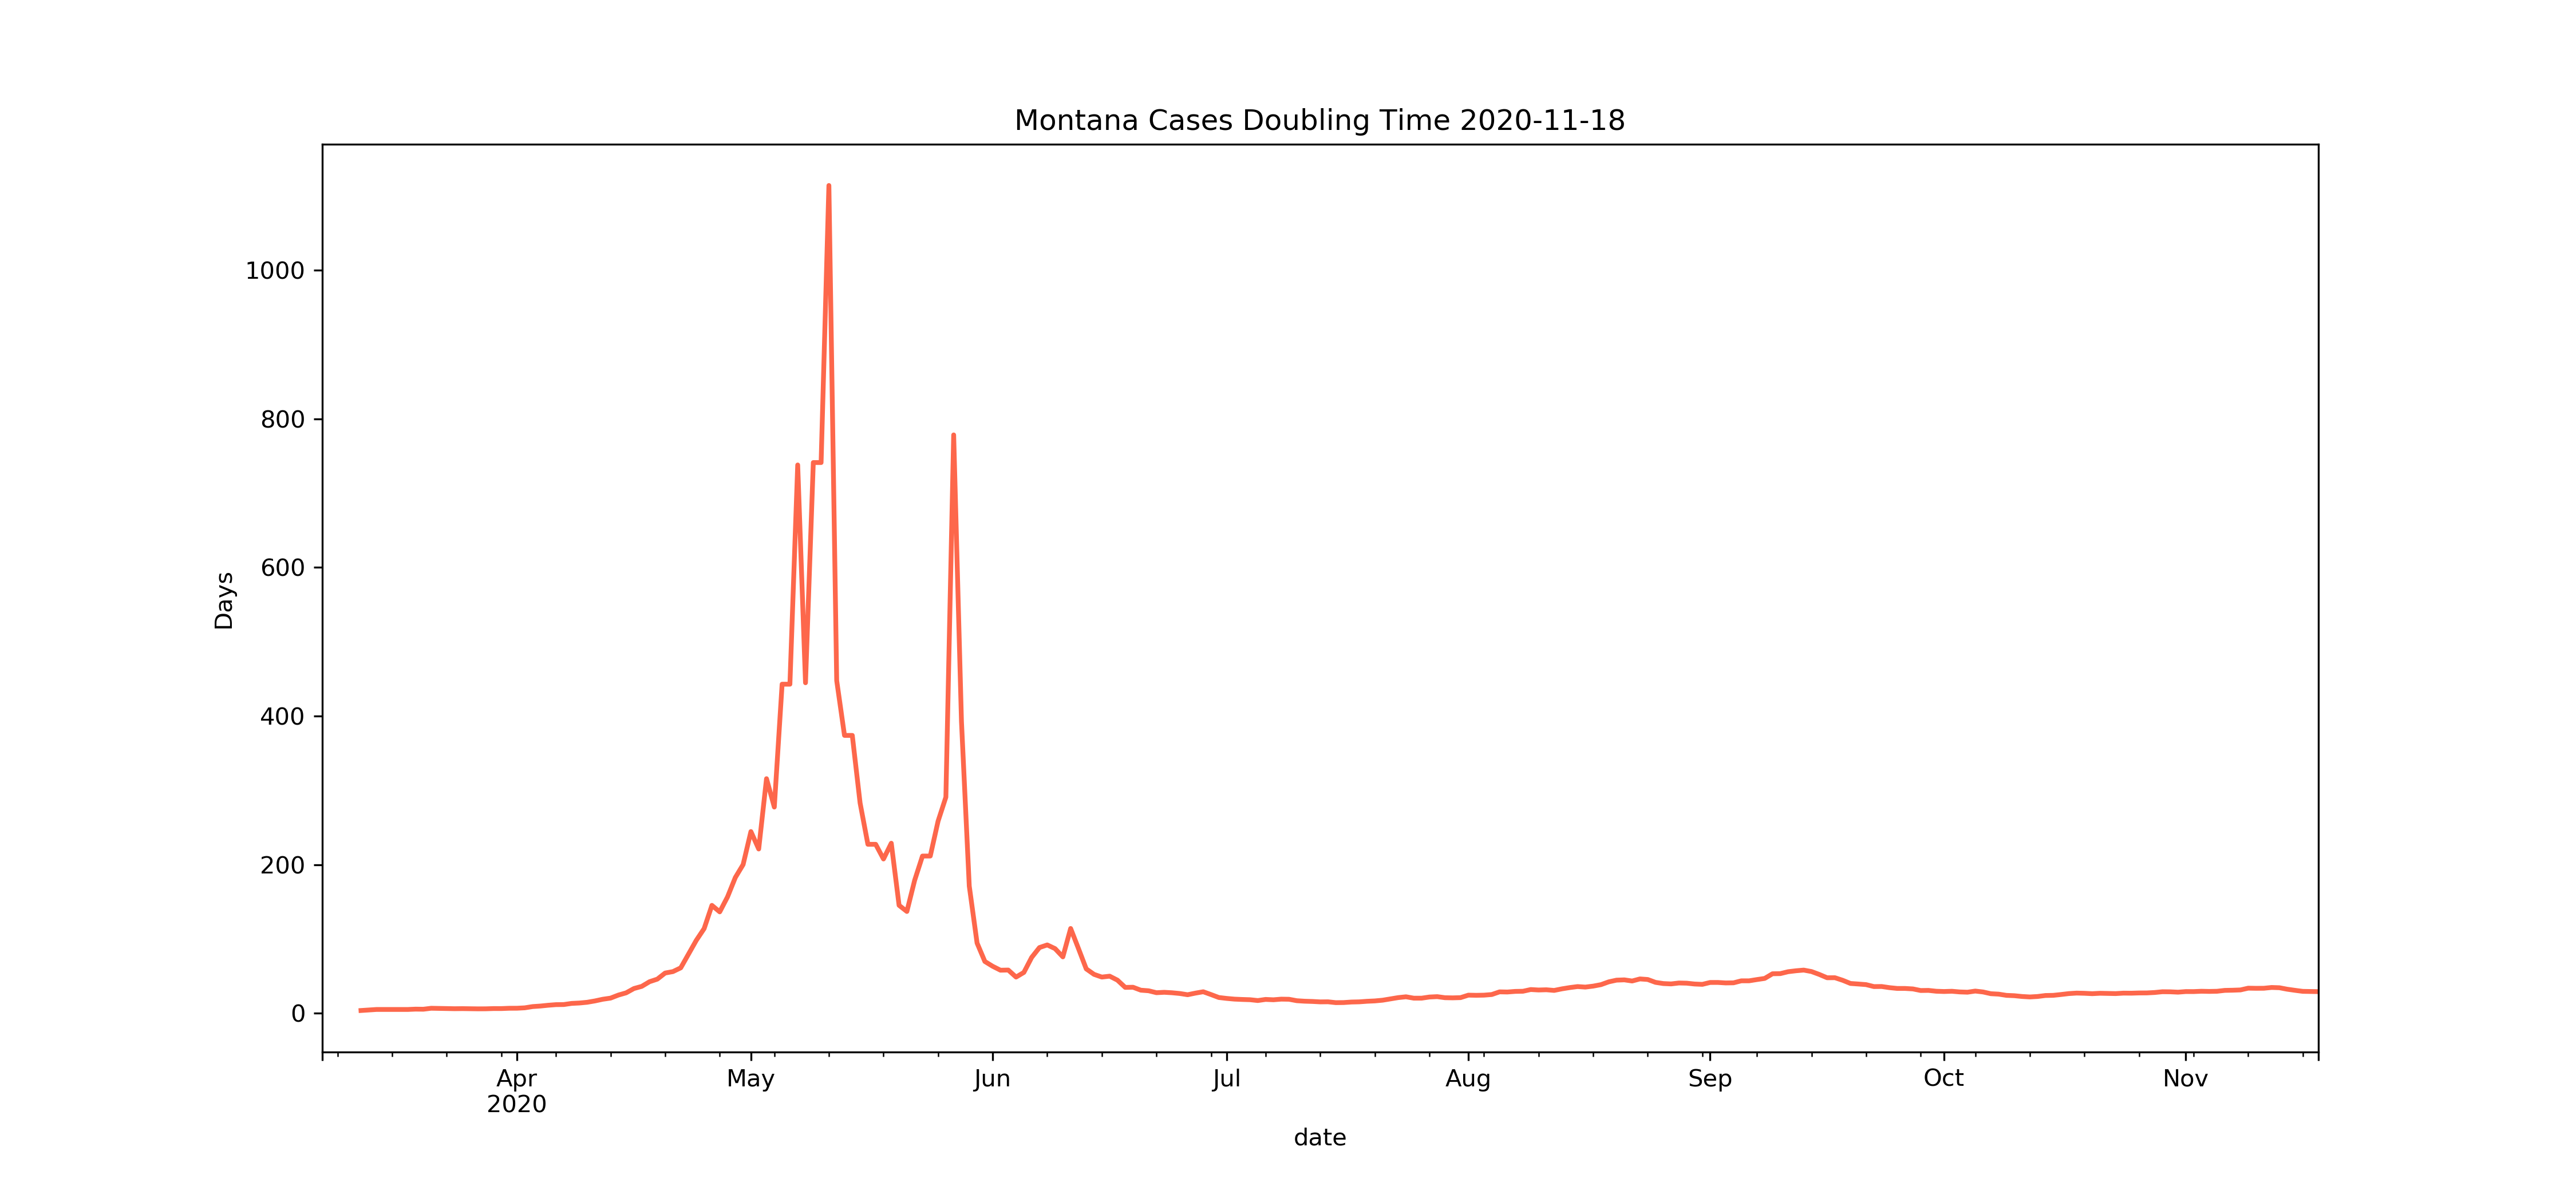 Montana Cases Doubling Time 2020-11-18
1000
800
600
400
200
0
Days
Apr May Jun Jul Aug Sep Oct Nov
2020
date